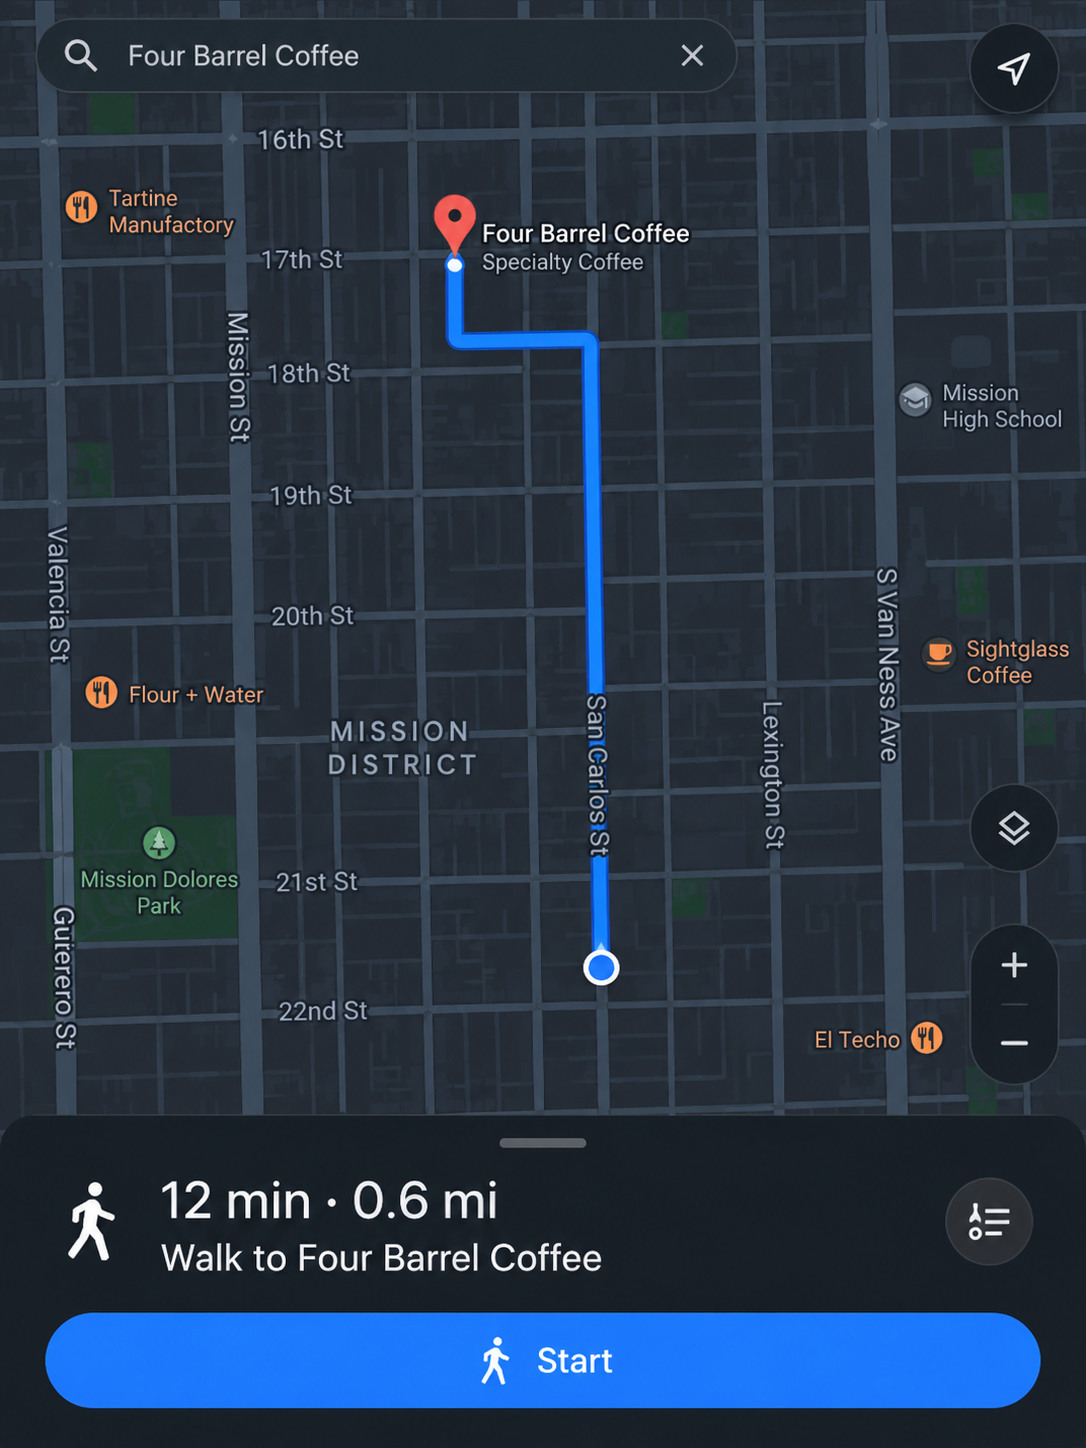 Four Barrel Coffee
16th St
Tartine
Manufactory
Four Barrel Coffee
Specialty Coffee
17th St
Mission St
18th St
Mission
High School
19th St
Valencia St
20th St
S Van Ness Ave
Sightglass
Coffee
Flour + Water
MISSION
DISTRICT
San Carlos St
Lexington St
Mission Dolores
Park
21st St
Guterero St
22nd St
El Techo
12 min · 0.6 mi
Walk to Four Barrel Coffee
Start